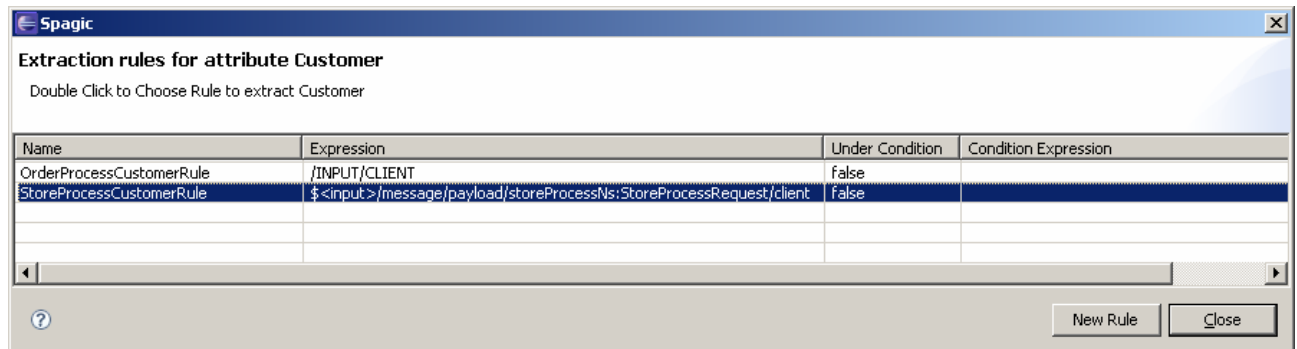 Spagic
Extraction rules for attribute Customer
Double Click to Choose Rule to extract Customer
Name Expression Under Condition Condition Expression
OrderProcessCustomerRule /INPUT/CLIENT false
StoreProcessCustomerRule $<input>/message/payload/storeProcessNs:StoreProcessRequest/client false
New Rule Close